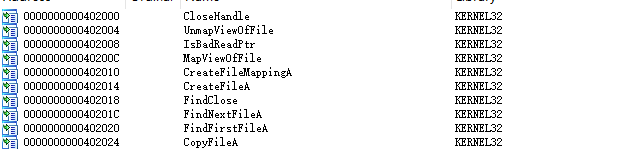 0000000000402000 CloseHandle KERNEL32
0000000000402004 UnmapViewOfFile KERNEL32
0000000000402008 IsBadReadPtr KERNEL32
000000000040200C MapViewOfFile KERNEL32
0000000000402010 CreateFileMappingA KERNEL32
0000000000402014 CreateFileA KERNEL32
0000000000402018 FindClose KERNEL32
000000000040201C FindNextFileA KERNEL32
0000000000402020 FindFirstFileA KERNEL32
0000000000402024 CopyFileA KERNEL32